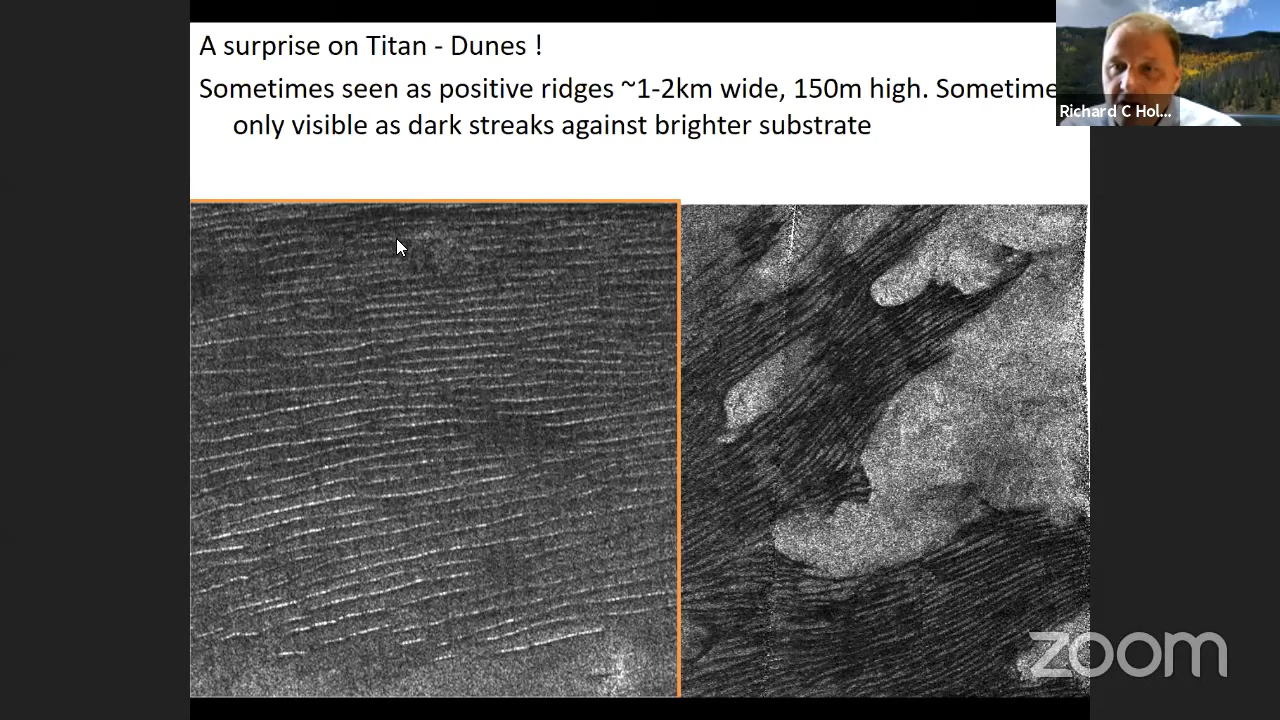 A surprise on Titan - Dunes !
Sometimes seen as positive ridges ~1-2km wide, 150m high. Sometime
only visible as dark streaks against brighter substrate
Richard C Hol...
zoom